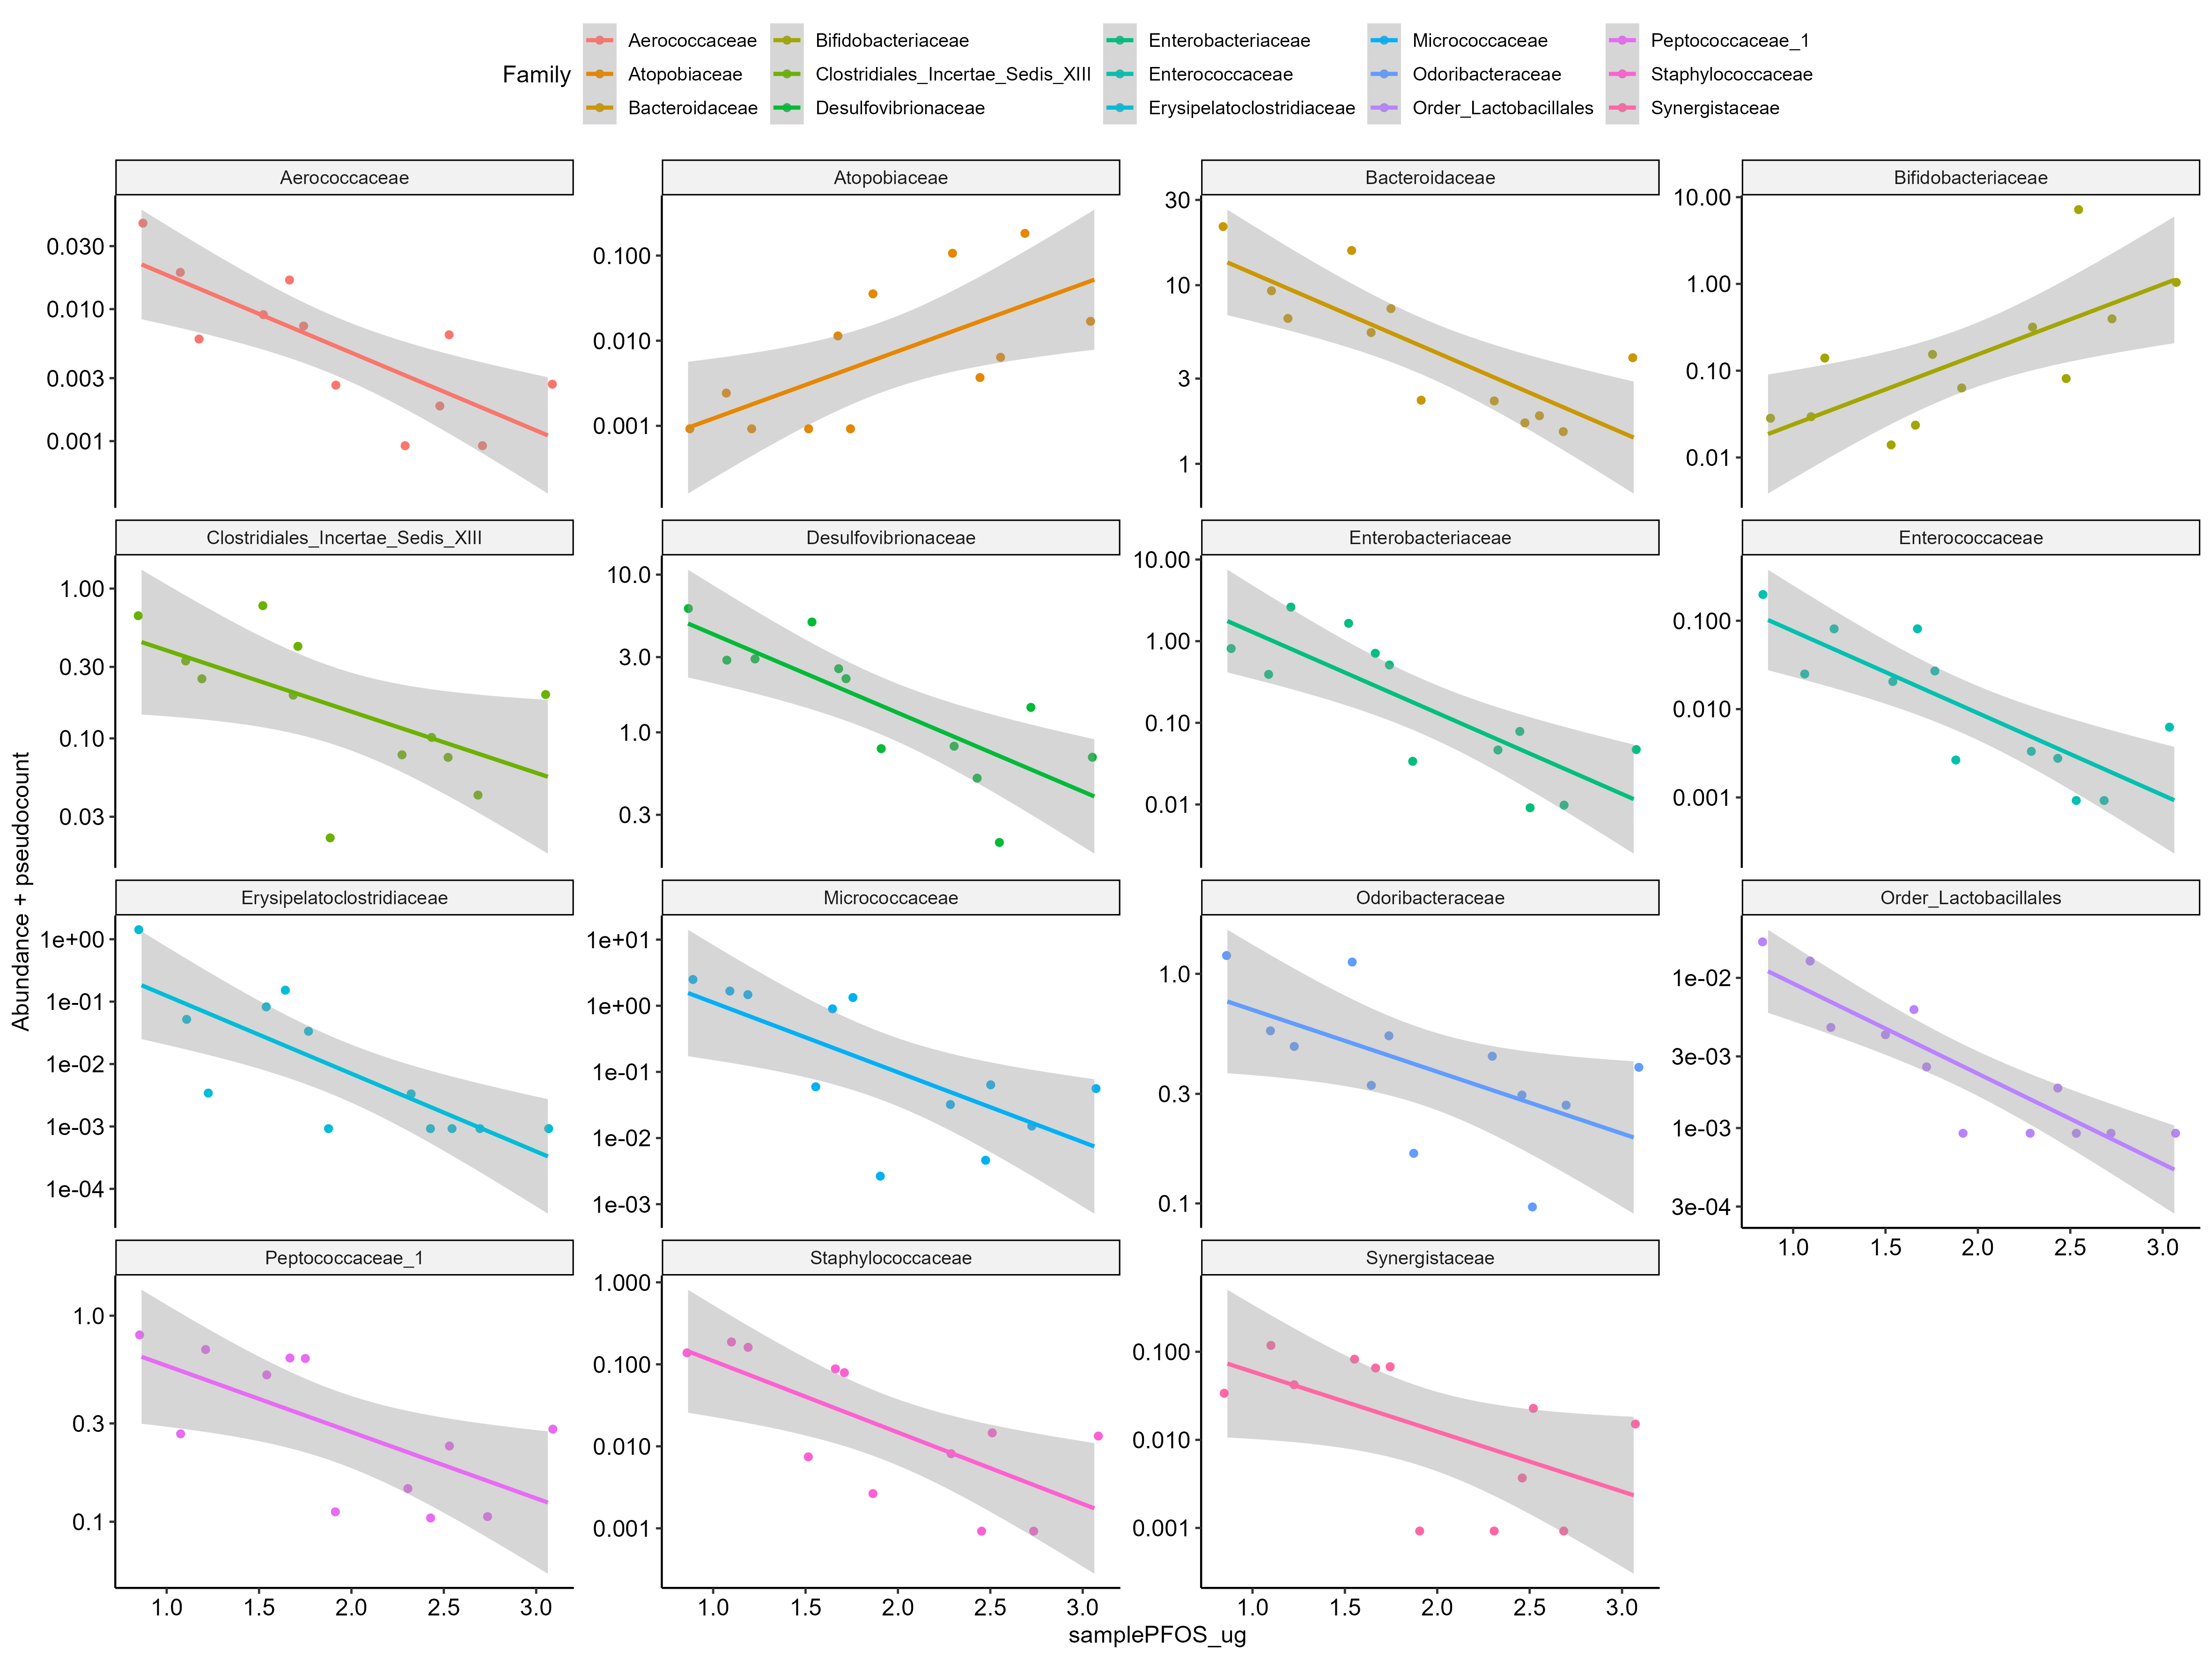 Family
Aerococcaceae
Atopobiaceae
Bacteroidaceae
Bifidobacteriaceae
Clostridiales_Incertae_Sedis_XIII
Desulfovibrionaceae
Enterobacteriaceae
Enterococcaceae
Erysipelatoclostridiaceae
Micrococcaceae
Odoribacteraceae
Order_Lactobacillales
Peptococcaceae_1
Staphylococcaceae
Synergistaceae
Abundance + pseudocount
Aerococcaceae
0.030
0.010
0.003
0.001
Atopobiaceae
0.100
0.010
0.001
Bacteroidaceae
30
10
3
1
Bifidobacteriaceae
10.00
1.00
0.10
0.01
Clostridiales_Incertae_Sedis_XIII
1.00
0.30
0.10
0.03
Desulfovibrionaceae
10.0
3.0
1.0
0.3
Enterobacteriaceae
10.00
1.00
0.10
0.01
Enterococcaceae
0.100
0.010
0.001
Erysipelatoclostridiaceae
1e+00
1e-01
1e-02
1e-03
1e-04
Micrococcaceae
1e+01
1e+00
1e-01
1e-02
1e-03
Odoribacteraceae
1.0
0.3
0.1
Order_Lactobacillales
1e-02
3e-03
1e-03
3e-04
1.0 1.5 2.0 2.5 3.0
Peptococcaceae_1
1.0
0.3
0.1
1.0 1.5 2.0 2.5 3.0
Staphylococcaceae
1.000
0.100
0.010
0.001
1.0 1.5 2.0 2.5 3.0
Synergistaceae
0.100
0.010
0.001
1.0 1.5 2.0 2.5 3.0
samplePFOS_ug